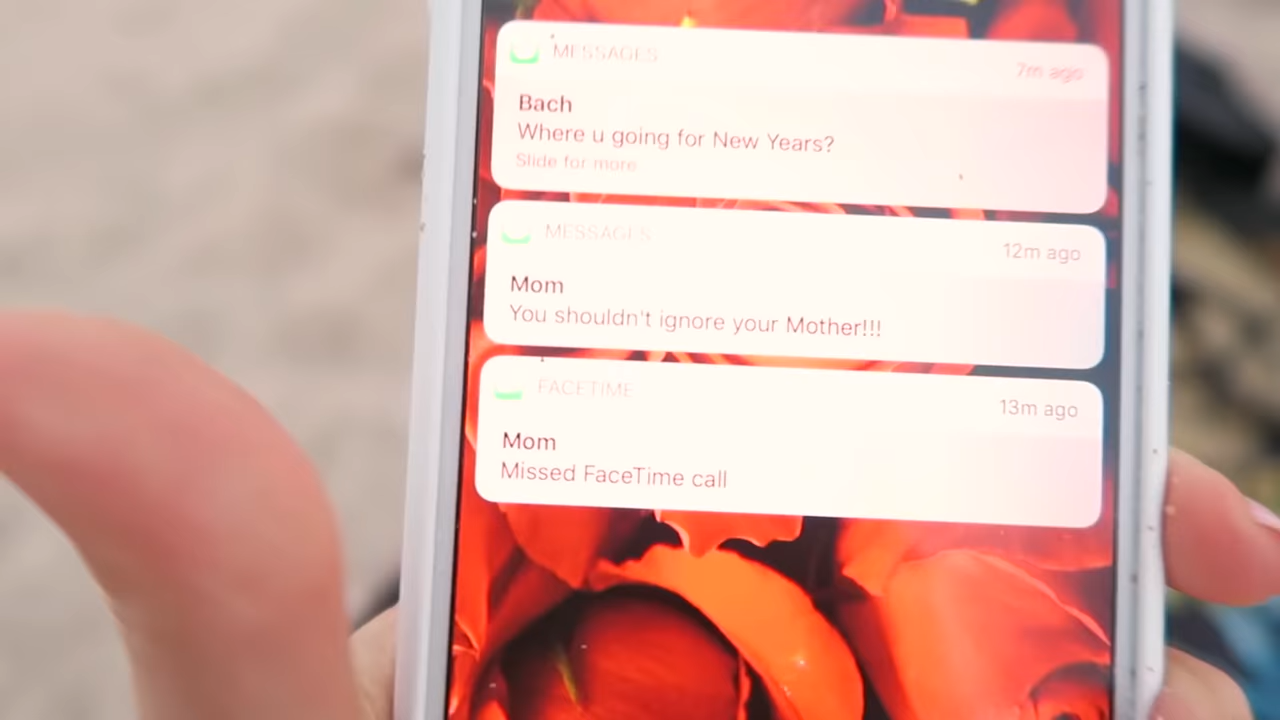 MESSAGES
7m ago
Bach
Where u going for New Years?
Slide for more
MESSAGES
12m ago
Mom
You shouldn't ignore your Mother!!!
FACETIME
13m ago
Mom
Missed FaceTime call